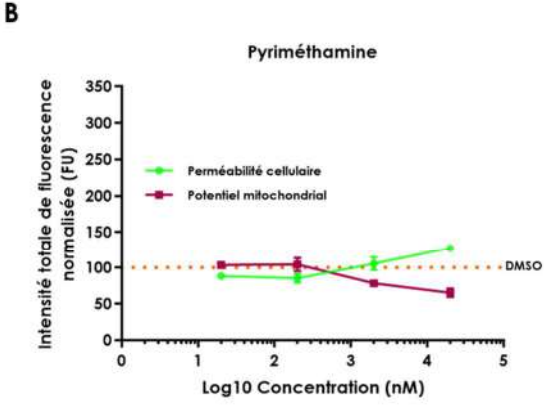 B
Pyriméthamine
Intensité totale de fluorescence
normalisée (FU)
350
300
250
200
150
100
50
0
Perméabilité cellulaire
Potentiel mitochondrial
DMSO
0 1 2 3 4 5
Log10 Concentration (nM)